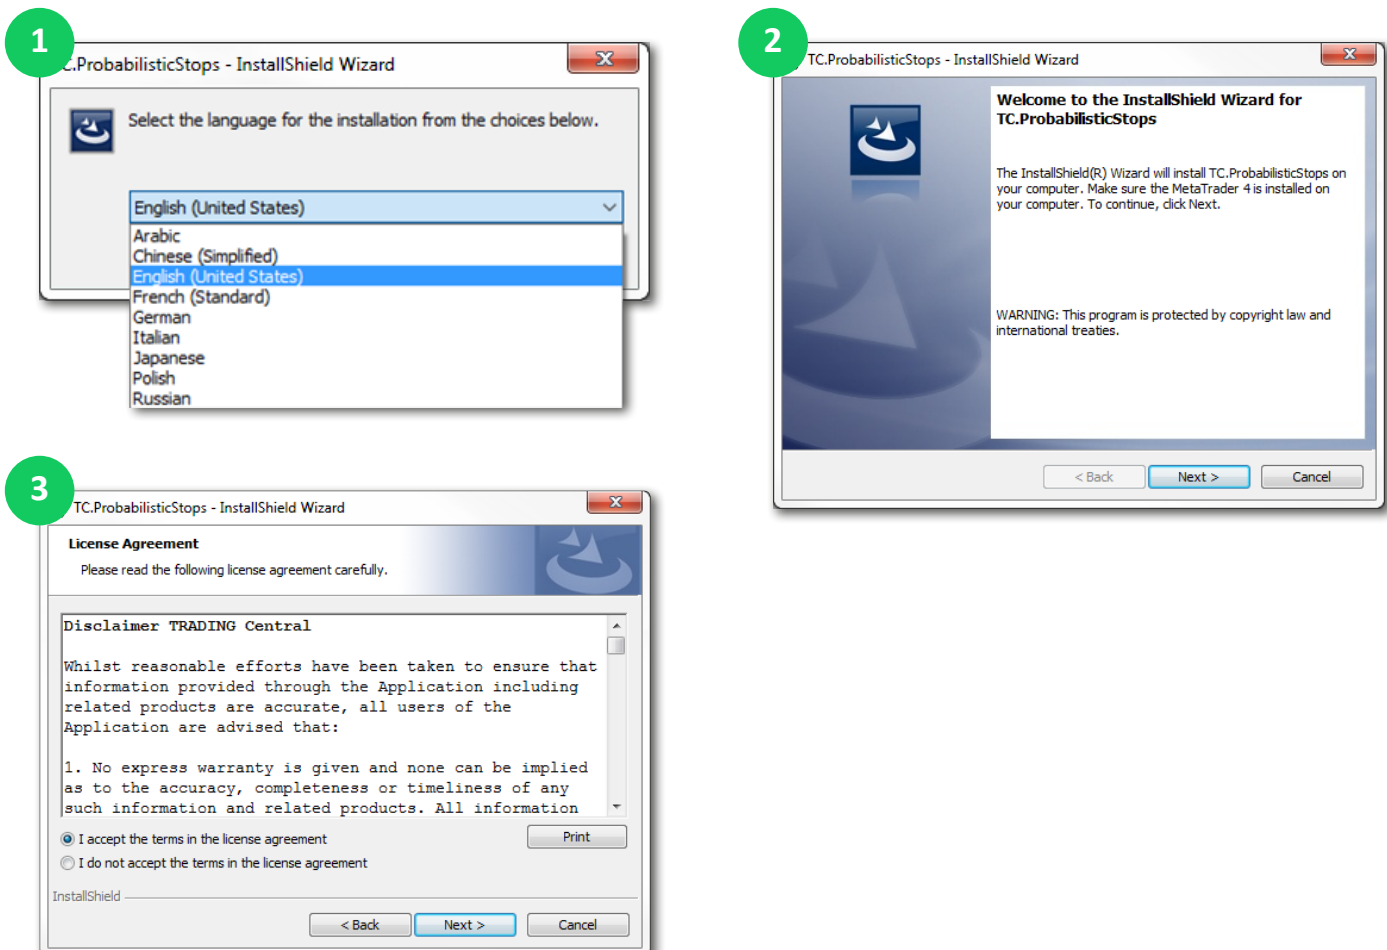 1
C.ProbabilisticStops - InstallShield Wizard
Select the language for the installation from the choices below.
English (United States)
Arabic
Chinese (Simplified)
English (United States)
French (Standard)
German
Italian
Japanese
Polish
Russian
2
TC.ProbabilisticStops - InstallShield Wizard
Welcome to the InstallShield Wizard for
TC.ProbabilisticStops
The InstallShield(R) Wizard will install TC.ProbabilisticStops on
your computer. Make sure the MetaTrader 4 is installed on
your computer. To continue, click Next.
WARNING: This program is protected by copyright law and
international treaties.
< Back
Next >
Cancel
3
TC.ProbabilisticStops - InstallShield Wizard
License Agreement
Please read the following license agreement carefully.
Disclaimer TRADING Central
Whilst reasonable efforts have been taken to ensure that
information provided through the Application including
related products are accurate, all users of the
Application are advised that:
1. No express warranty is given and none can be implied
as to the accuracy, completeness or timeliness of any
such information and related products. All information
I accept the terms in the license agreement
Print
I do not accept the terms in the license agreement
InstallShield
< Back
Next >
Cancel